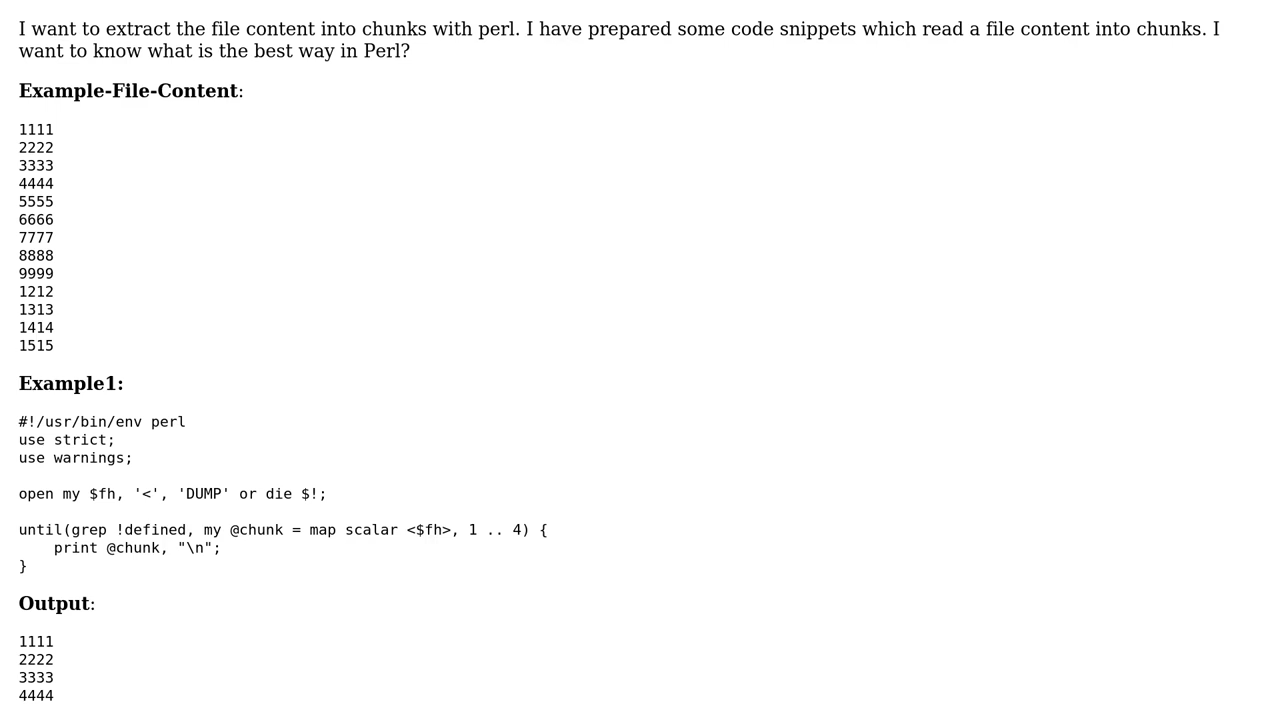 I want to extract the file content into chunks with perl. I have prepared some code snippets which read a file content into chunks. I
want to know what is the best way in Perl?
Example-File-Content:
1111
2222
3333
4444
5555
6666
7777
8888
9999
1212
1313
1414
1515
Example1:
#!/usr/bin/env perl
use strict;
use warnings;
open my $fh, '<', 'DUMP' or die $!;
until(grep !defined, my @chunk = map scalar <$fh>, 1 .. 4) {
    print @chunk, "\n";
}
Output:
1111
2222
3333
4444